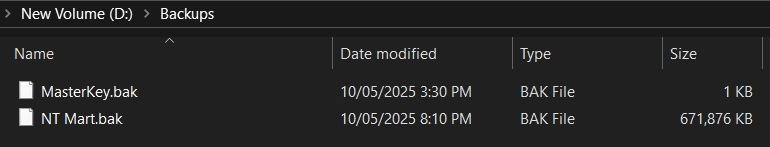 New Volume (D:) > Backups
Name Date modified Type Size
MasterKey.bak 10/05/2025 3:30 PM BAK File 1 KB
NT Mart.bak 10/05/2025 8:10 PM BAK File 671,876 KB